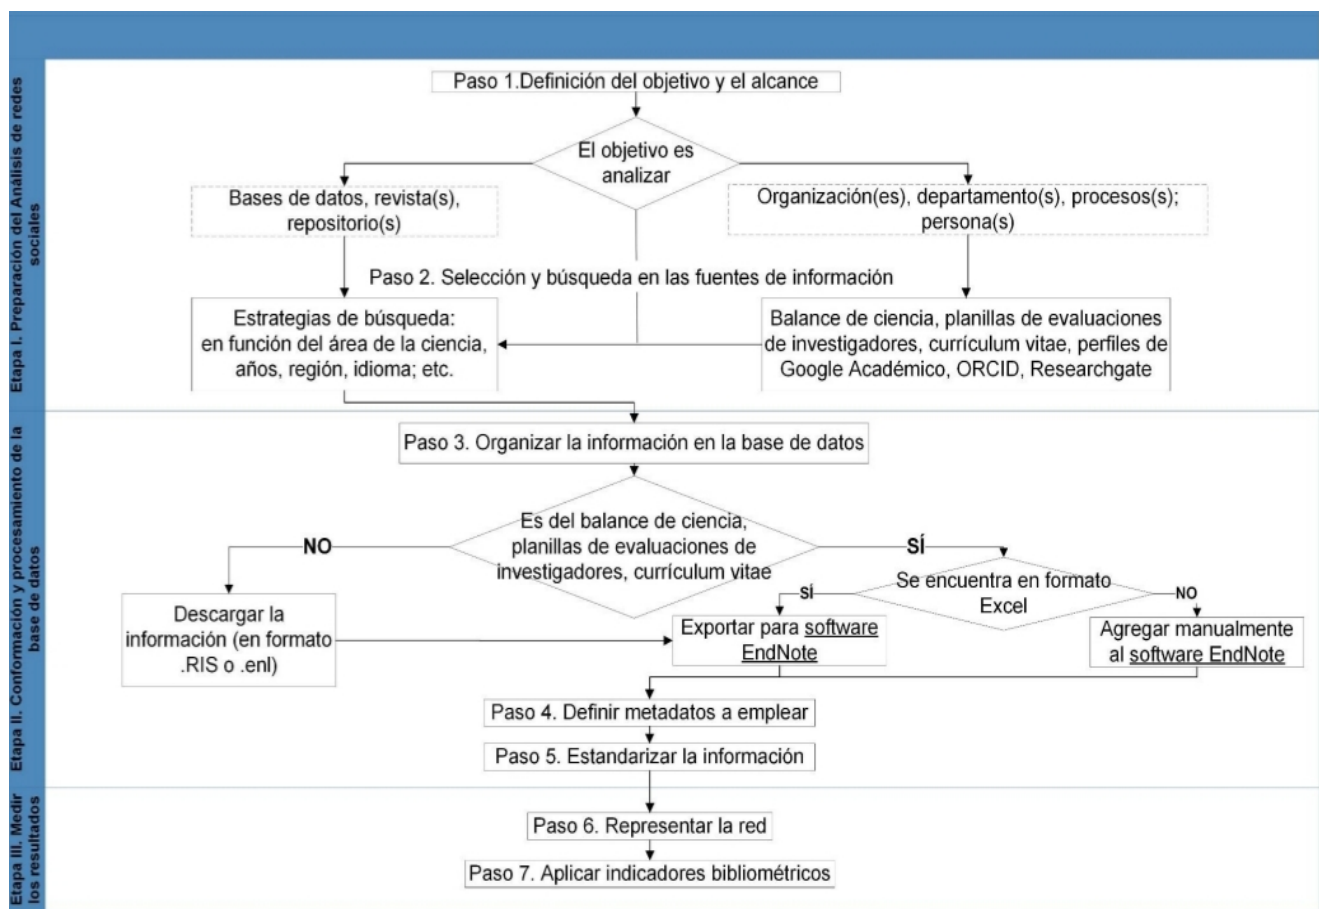 Etapa I. Preparación del Análisis de redes
sociales
Paso 1.Definición del objetivo y el alcance
El objetivo es
analizar
Bases de datos, revista(s),
repositorio(s)
Organización(es), departamento(s), procesos(s);
persona(s)
Paso 2. Selección y búsqueda en las fuentes de información
Estrategias de búsqueda:
en función del área de la ciencia,
años, región, idioma; etc.
Balance de ciencia, planillas de evaluaciones
de investigadores, currículum vitae, perfiles de
Google Académico, ORCID, Researchgate
Etapa II. Conformación y procesamiento de la
base de datos
Paso 3. Organizar la información en la base de datos
Es del balance de ciencia,
planillas de evaluaciones de
investigadores, currículum vitae
NO
SÍ
Se encuentra en formato
Excel
SÍ
NO
Descargar la
información (en formato
.RIS o .enl)
Exportar para software
EndNote
Agregar manualmente
al software EndNote
Paso 4. Definir metadatos a emplear
Paso 5. Estandarizar la información
Etapa III. Medir
los resultados
Paso 6. Representar la red
Paso 7. Aplicar indicadores bibliométricos